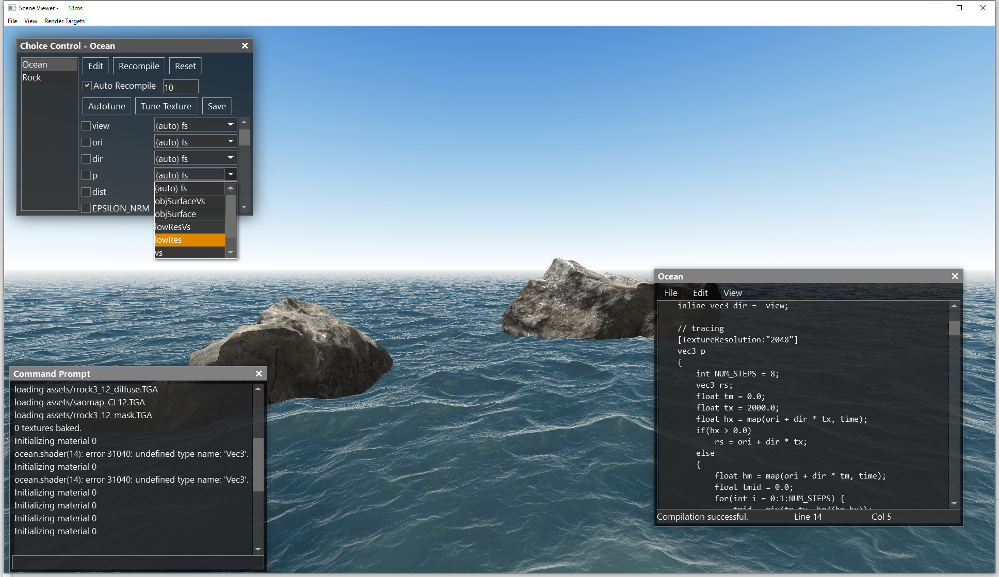 Scene Viewer - 18ms
File View Render Targets
Choice Control - Ocean
Ocean
Rock
Edit Recompile Reset
Auto Recompile 10
Autotune Tune Texture Save
view (auto) fs
ori (auto) fs
dir (auto) fs
p (auto) fs
dist
EPSILON_NRM
(auto) fs
objSurfaceVs
objSurface
lowResVs
lowRes
vs
Command Prompt
loading assets/rrock3_12_diffuse.TGA
loading assets/saomap_CL12.TGA
loading assets/rrock3_12_mask.TGA
0 textures baked.
Initializing material 0
ocean.shader(14): error 31040: undefined type name: 'Vec3'.
Initializing material 0
ocean.shader(14): error 31040: undefined type name: 'Vec3'.
Initializing material 0
Initializing material 0
Initializing material 0
Initializing material 0
Ocean
File Edit View
inline vec3 dir = -view;
// tracing
[TextureResolution:"2048"]
vec3 p
{
int NUM_STEPS = 8;
vec3 rs;
float tm = 0.0;
float tx = 2000.0;
float hx = map(ori + dir * tx, time);
if(hx > 0.0)
rs = ori + dir * tx;
else
{
float hm = map(ori + dir * tm, time);
float tmid = 0.0;
for(int i = 0:1:NUM_STEPS) {
Compilation successful. Line 14 Col 5